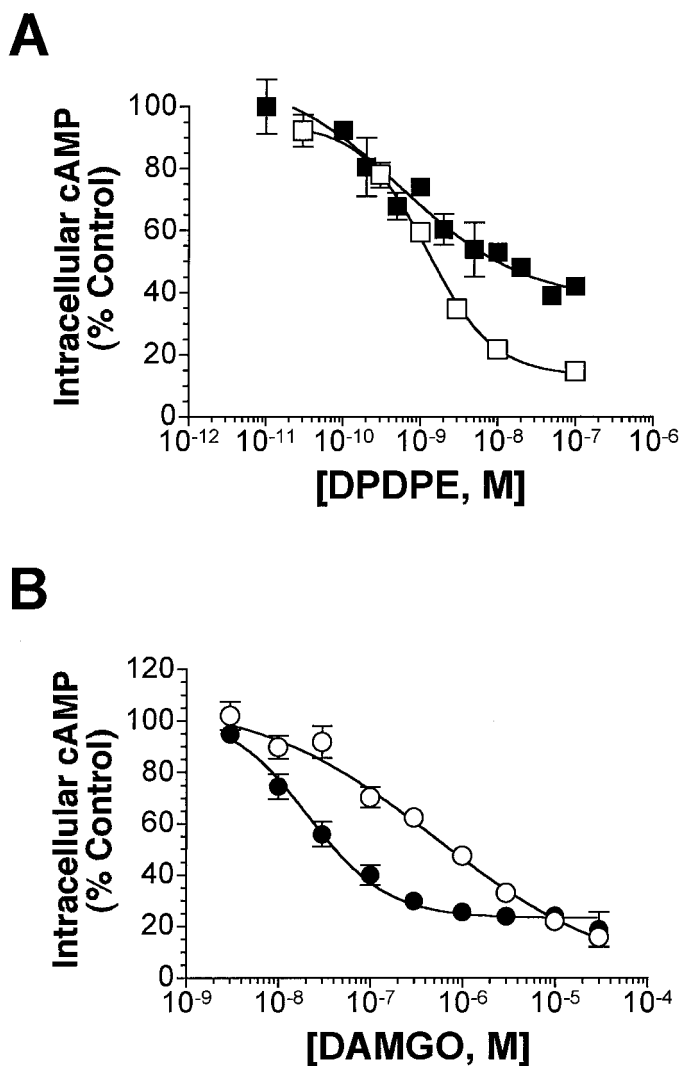 A
Intracellular cAMP
(% Control)
100
80
60
40
20
0
10-12 10-11 10-10 10-9 10-8 10-7 10-6
[DPDPE, M]
B
Intracellular cAMP
(% Control)
120
100
80
60
40
20
0
10-9 10-8 10-7 10-6 10-5 10-4
[DAMGO, M]